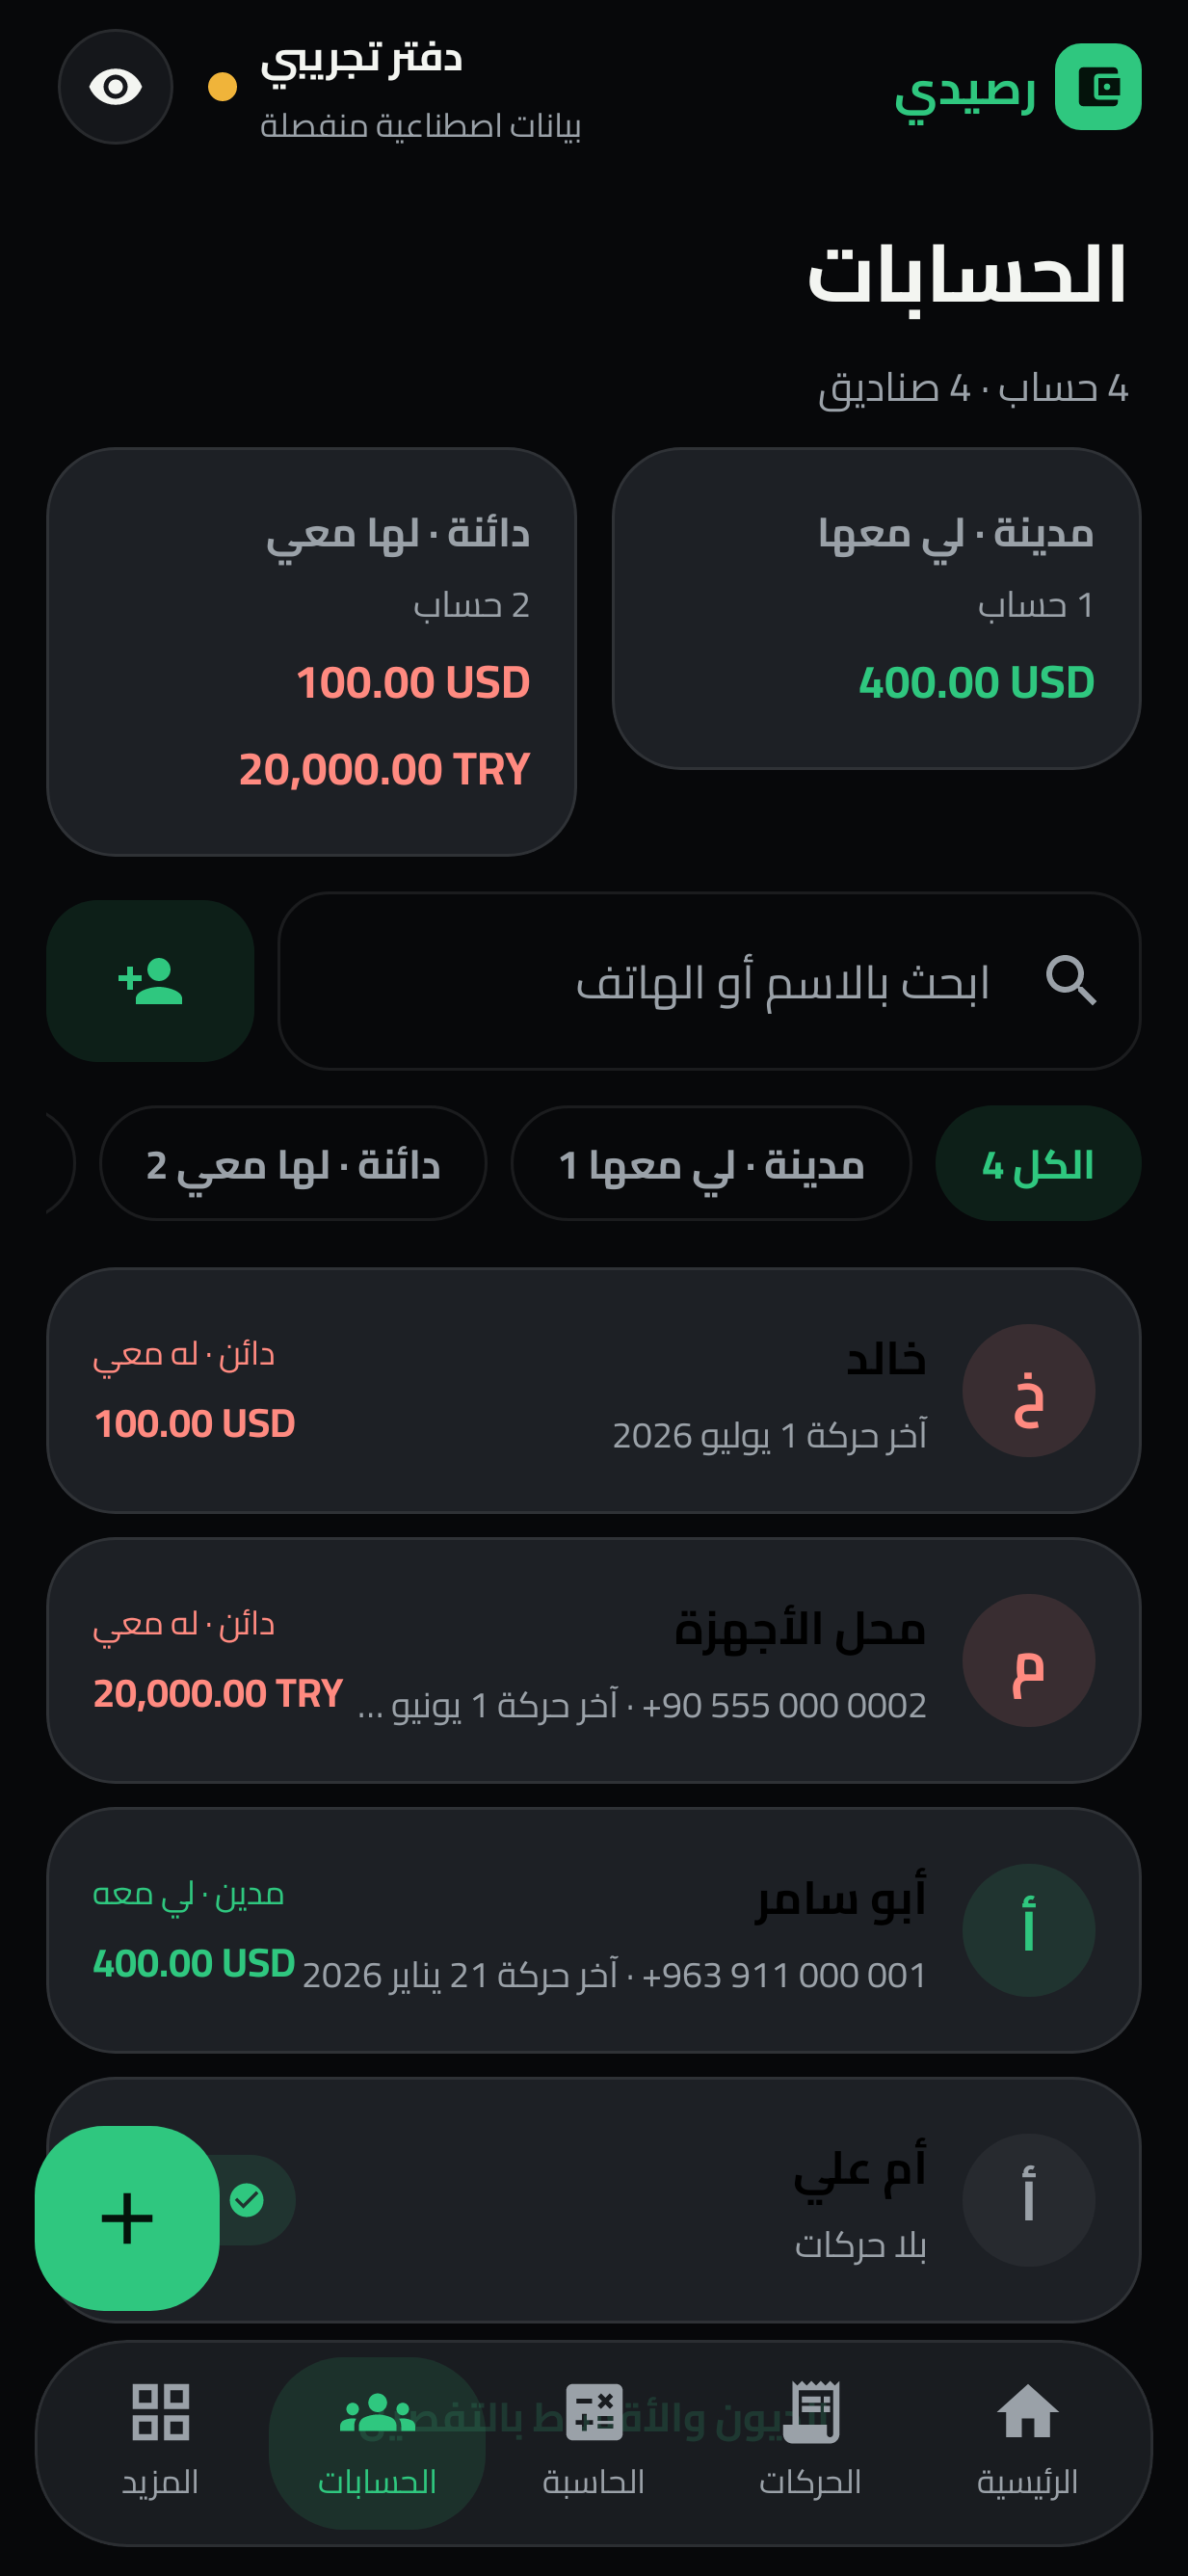 رصيدي
دفتر تجريبي
بيانات اصطناعية منفصلة
الحسابات
4 حساب · 4 صناديق
مدينة · لي معها
1 حساب
400.00 USD
دائنة · لها معي
2 حساب
100.00 USD
20,000.00 TRY
ابحث بالاسم أو الهاتف
الكل 4
مدينة · لي معها 1
دائنة · لها معي 2
خ
خالد
آخر حركة 1 يوليو 2026
دائن · له معي
100.00 USD
م
محل الأجهزة
+90 555 000 0002 · آخر حركة 1 يونيو ...
دائن · له معي
20,000.00 TRY
أ
أبو سامر
+963 911 000 001 · آخر حركة 21 يناير 2026
مدين · لي معه
400.00 USD
أ
أم علي
بلا حركات
الديون والأقساط بالتفصيل
الرئيسية
الحركات
الحاسبة
الحسابات
المزيد